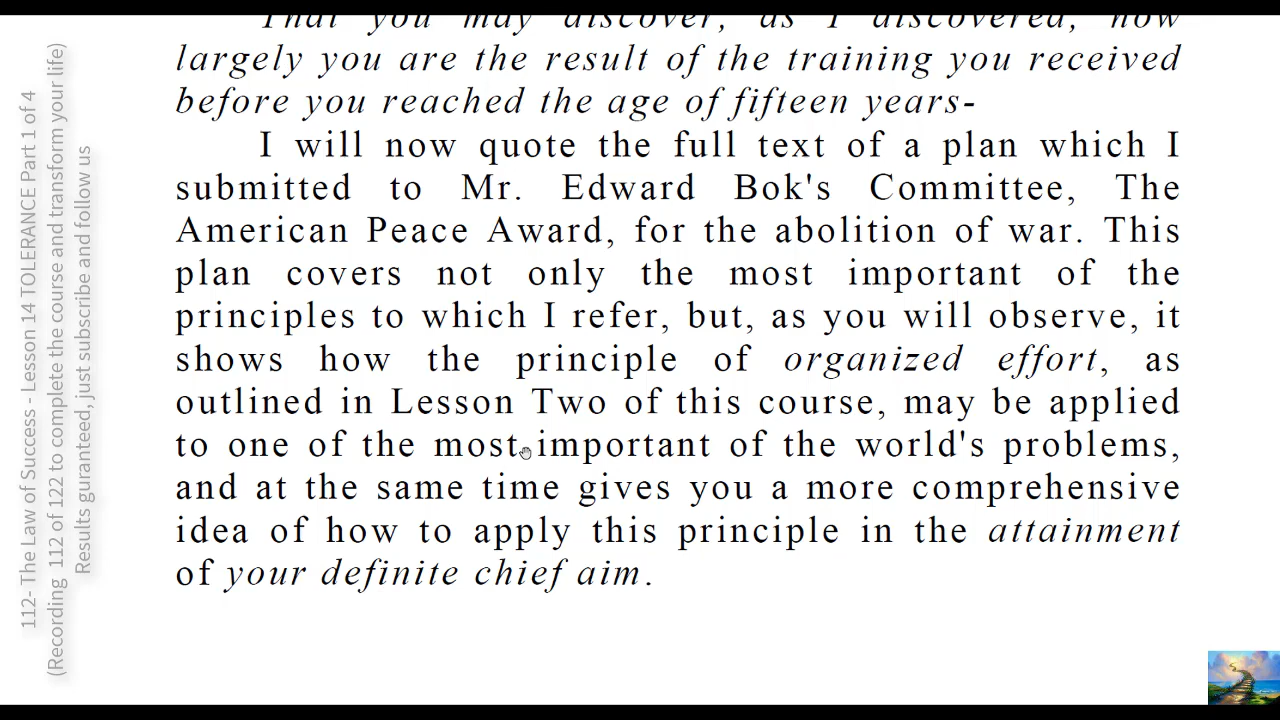 That you may discover, as I discovered, how
largely you are the result of the training you received
before you reached the age of fifteen years-
I will now quote the full text of a plan which I
submitted to Mr. Edward Bok's Committee, The
American Peace Award, for the abolition of war. This
plan covers not only the most important of the
principles to which I refer, but, as you will observe, it
shows how the principle of organized effort, as
outlined in Lesson Two of this course, may be applied
to one of the most important of the world's problems,
and at the same time gives you a more comprehensive
idea of how to apply this principle in the attainment
of your definite chief aim.
112- The Law of Success - Lesson 14 TOLERANCE Part 1 of 4
(Recording 112 of 122 to complete the course and transform your life)
Results guranteed, just subscribe and follow us